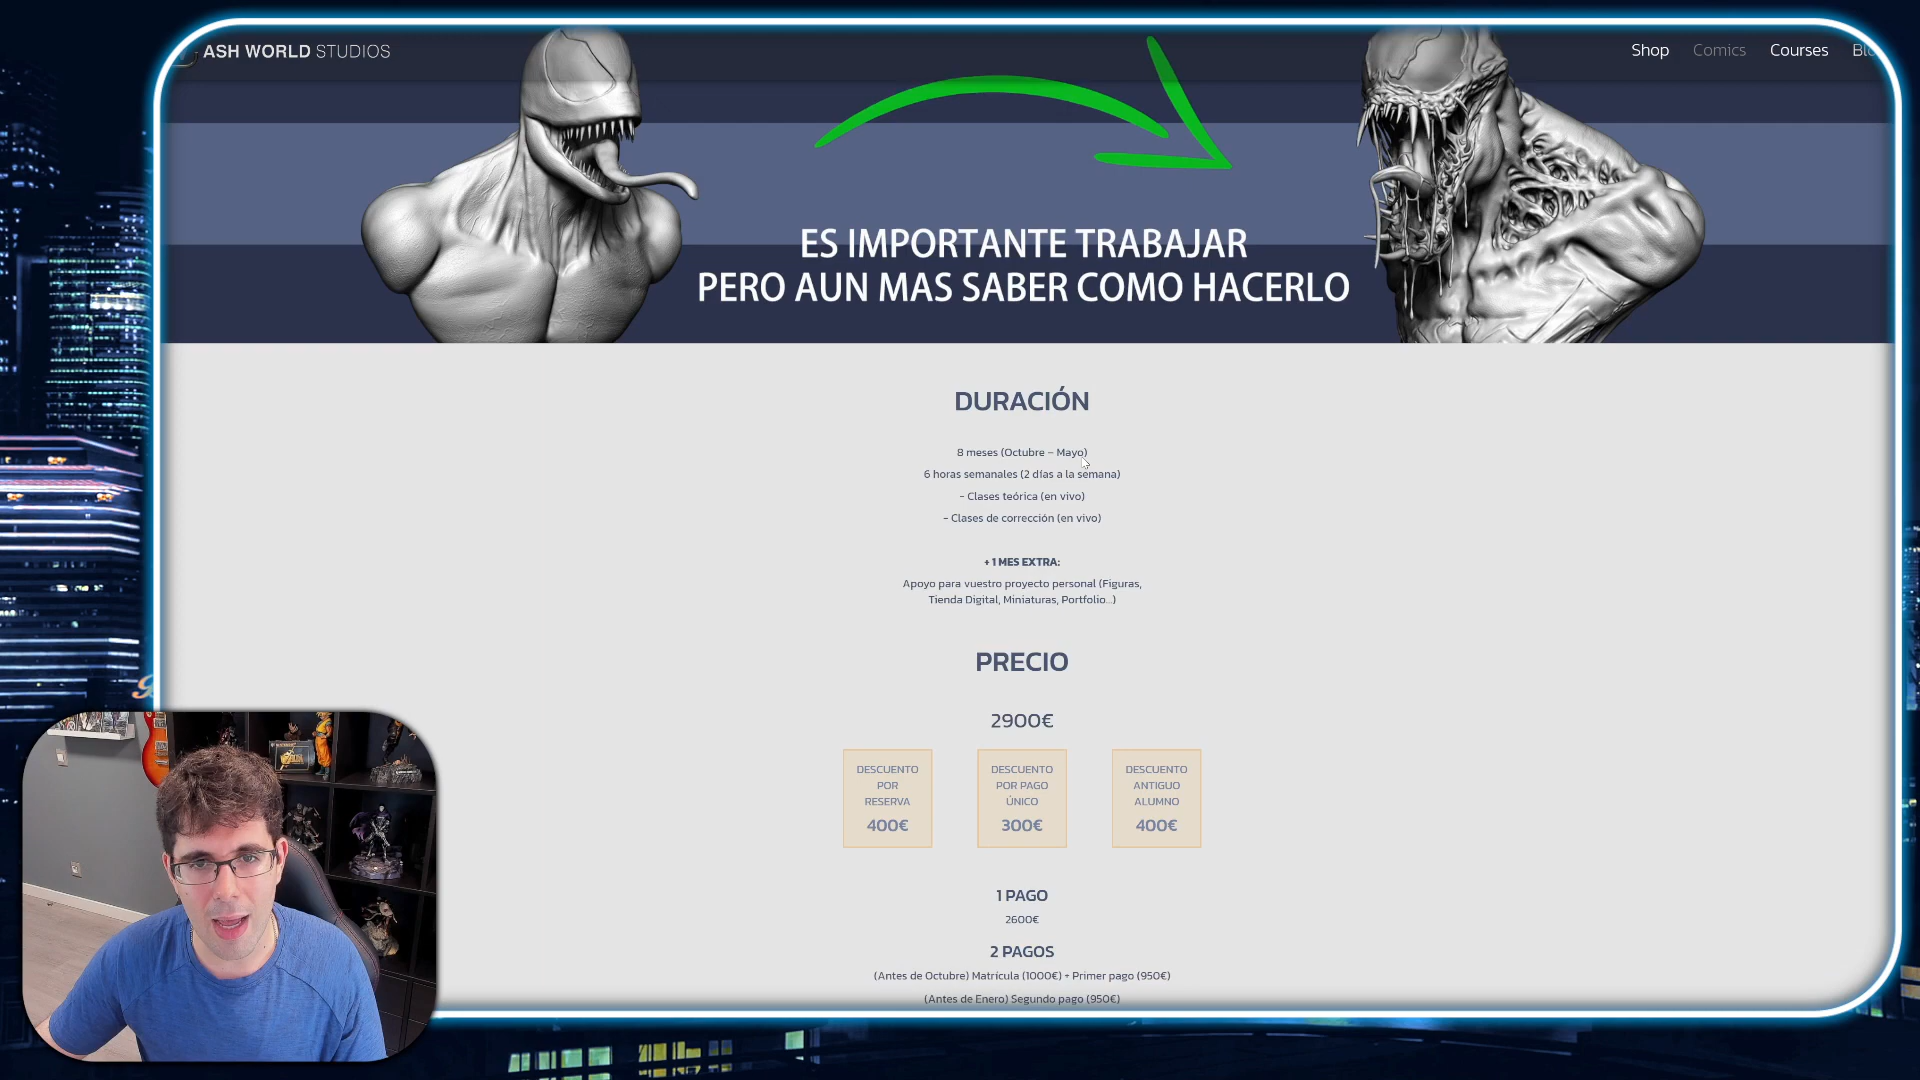 ASH WORLD STUDIOS
Shop Comics Courses
ES IMPORTANTE TRABAJAR
PERO AUN MAS SABER COMO HACERLO
DURACIÓN
8 meses (Octubre – Mayo)
6 horas semanales (2 días a la semana)
- Clases teórica (en vivo)
- Clases de corrección (en vivo)
+ 1 MES EXTRA:
Apoyo para vuestro proyecto personal (Figuras,
Tienda Digital, Miniaturas, Portfolio...)
PRECIO
2900€
DESCUENTO
POR
RESERVA
400€
DESCUENTO
POR PAGO
ÚNICO
300€
DESCUENTO
ANTIGUO
ALUMNO
400€
1 PAGO
2600€
2 PAGOS
(Antes de Octubre) Matrícula (1000€) + Primer pago (950€)
(Antes de Enero) Segundo pago (950€)